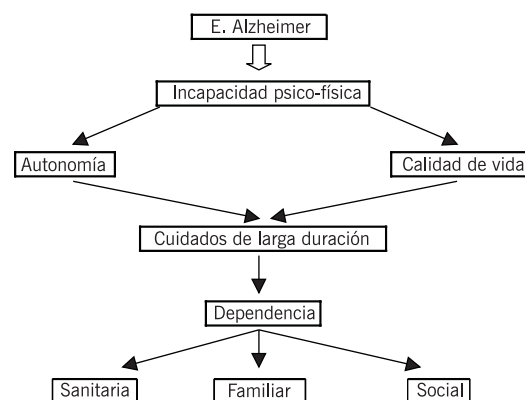 E. Alzheimer
Incapacidad psico-física
Autonomía
Calidad de vida
Cuidados de larga duración
Dependencia
Sanitaria
Familiar
Social